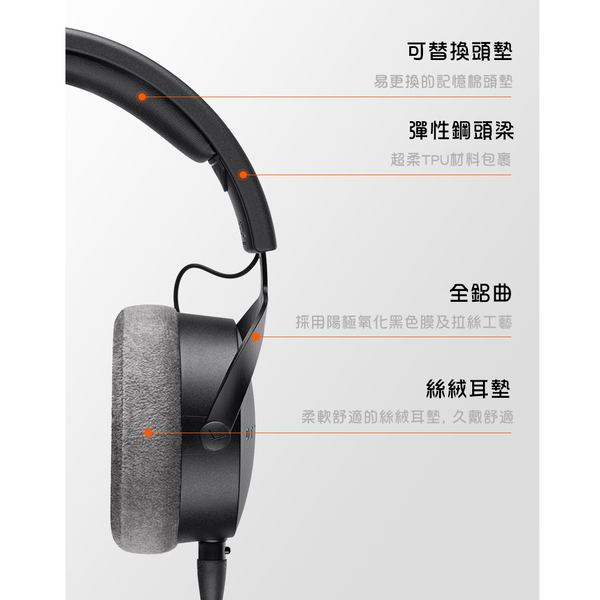 可替換頭墊
易更換的記憶棉頭墊
彈性鋼頭梁
超柔TPU材料包裹
全鋁曲
採用陽極氧化黑色膜及拉絲工藝
絲絨耳墊
柔軟舒適的絲絨耳墊, 久戴舒適